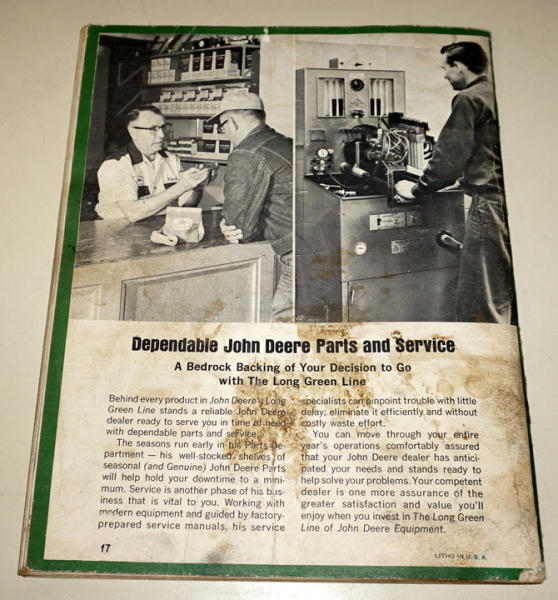 Dependable John Deere Parts and Service
A Bedrock Backing of Your Decision to Go
with The Long Green Line
Behind every product in John Deere's Long
Green Line stands a reliable John Deere
dealer ready to serve you in time of need
with dependable parts and service.
The seasons run early in his Parts De-
partment — his well-stocked shelves of
seasonal (and Genuine) John Deere Parts
will help hold your downtime to a mini-
mum. Service is another phase of his bus-
iness that is vital to you. Working with
modern equipment and guided by factory-
prepared service manuals, his service
specialists can pinpoint trouble with little
delay; eliminate it efficiently and without
costly waste effort.
You can move through your entire
year's operations comfortably assured
that your John Deere dealer has antici-
pated your needs and stands ready to
help solve your problems. Your competent
dealer is one more assurance of the
greater satisfaction and value you'll
enjoy when you invest in The Long Green
Line of John Deere Equipment.
f7
LITHO IN U. S. A.